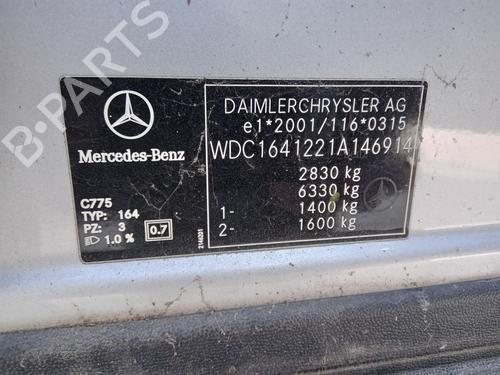 B-PARTS
Mercedes-Benz
C775
TYP: 164
PZ: 3
1.0 % 0.7
2146201
DAIMLERCHRYSLER AG
e1*2001/116*0315
WDC1641221A146914
2830 kg
6330 kg
1- 1400 kg
2- 1600 kg